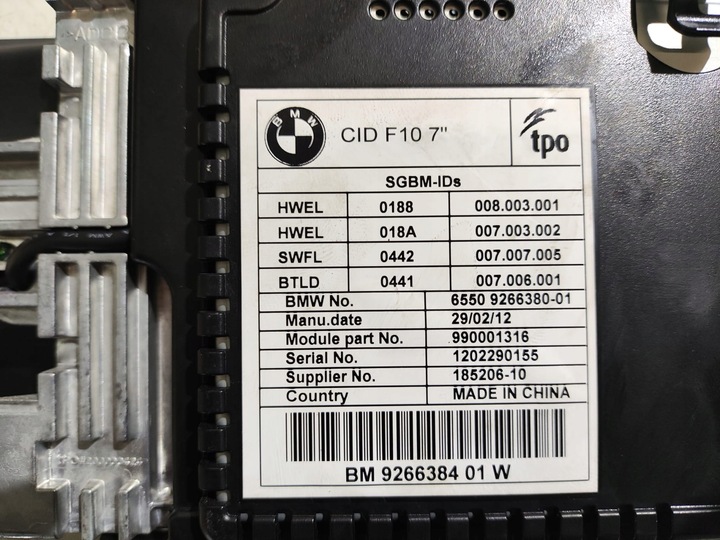 BMW
CID F10 7"
tpo
SGBM-IDs
HWEL 0188 008.003.001
HWEL 018A 007.003.002
SWFL 0442 007.007.005
BTLD 0441 007.006.001
BMW No. 6550 9266380-01
Manu.date 29/02/12
Module part No. 990001316
Serial No. 1202290155
Supplier No. 185206-10
Country MADE IN CHINA
BM 9266384 01 W